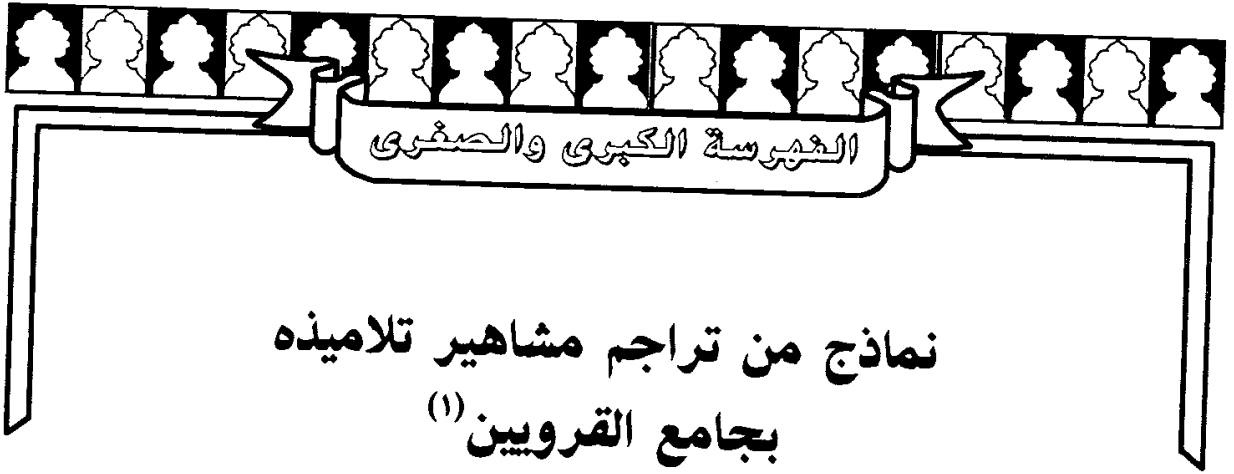 الفهرسة الكبرى والصغرى
نماذج من تراجم مشاهير تلاميذه
بجامع القرويين(١)